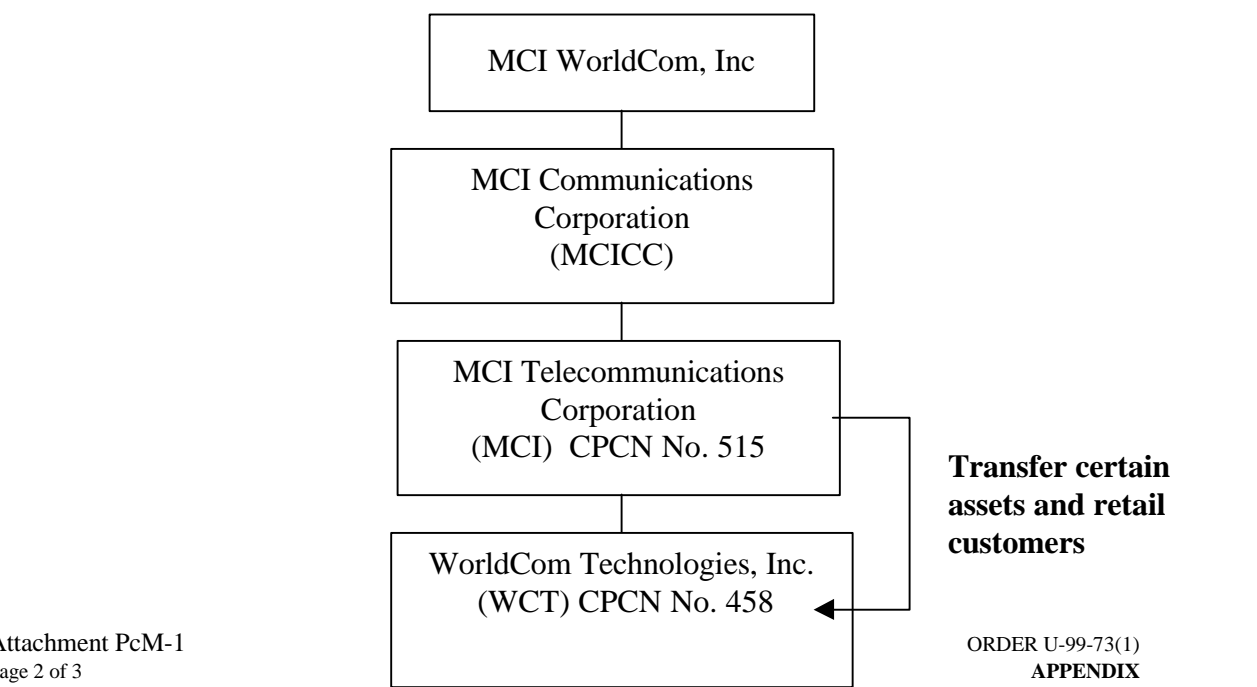 MCI WorldCom, Inc
MCI Communications
Corporation
(MCICC)
MCI Telecommunications
Corporation
(MCI) CPCN No. 515
Transfer certain
assets and retail
customers
WorldCom Technologies, Inc.
(WCT) CPCN No. 458
Attachment PcM-1
age 2 of 3
ORDER U-99-73(1)
APPENDIX